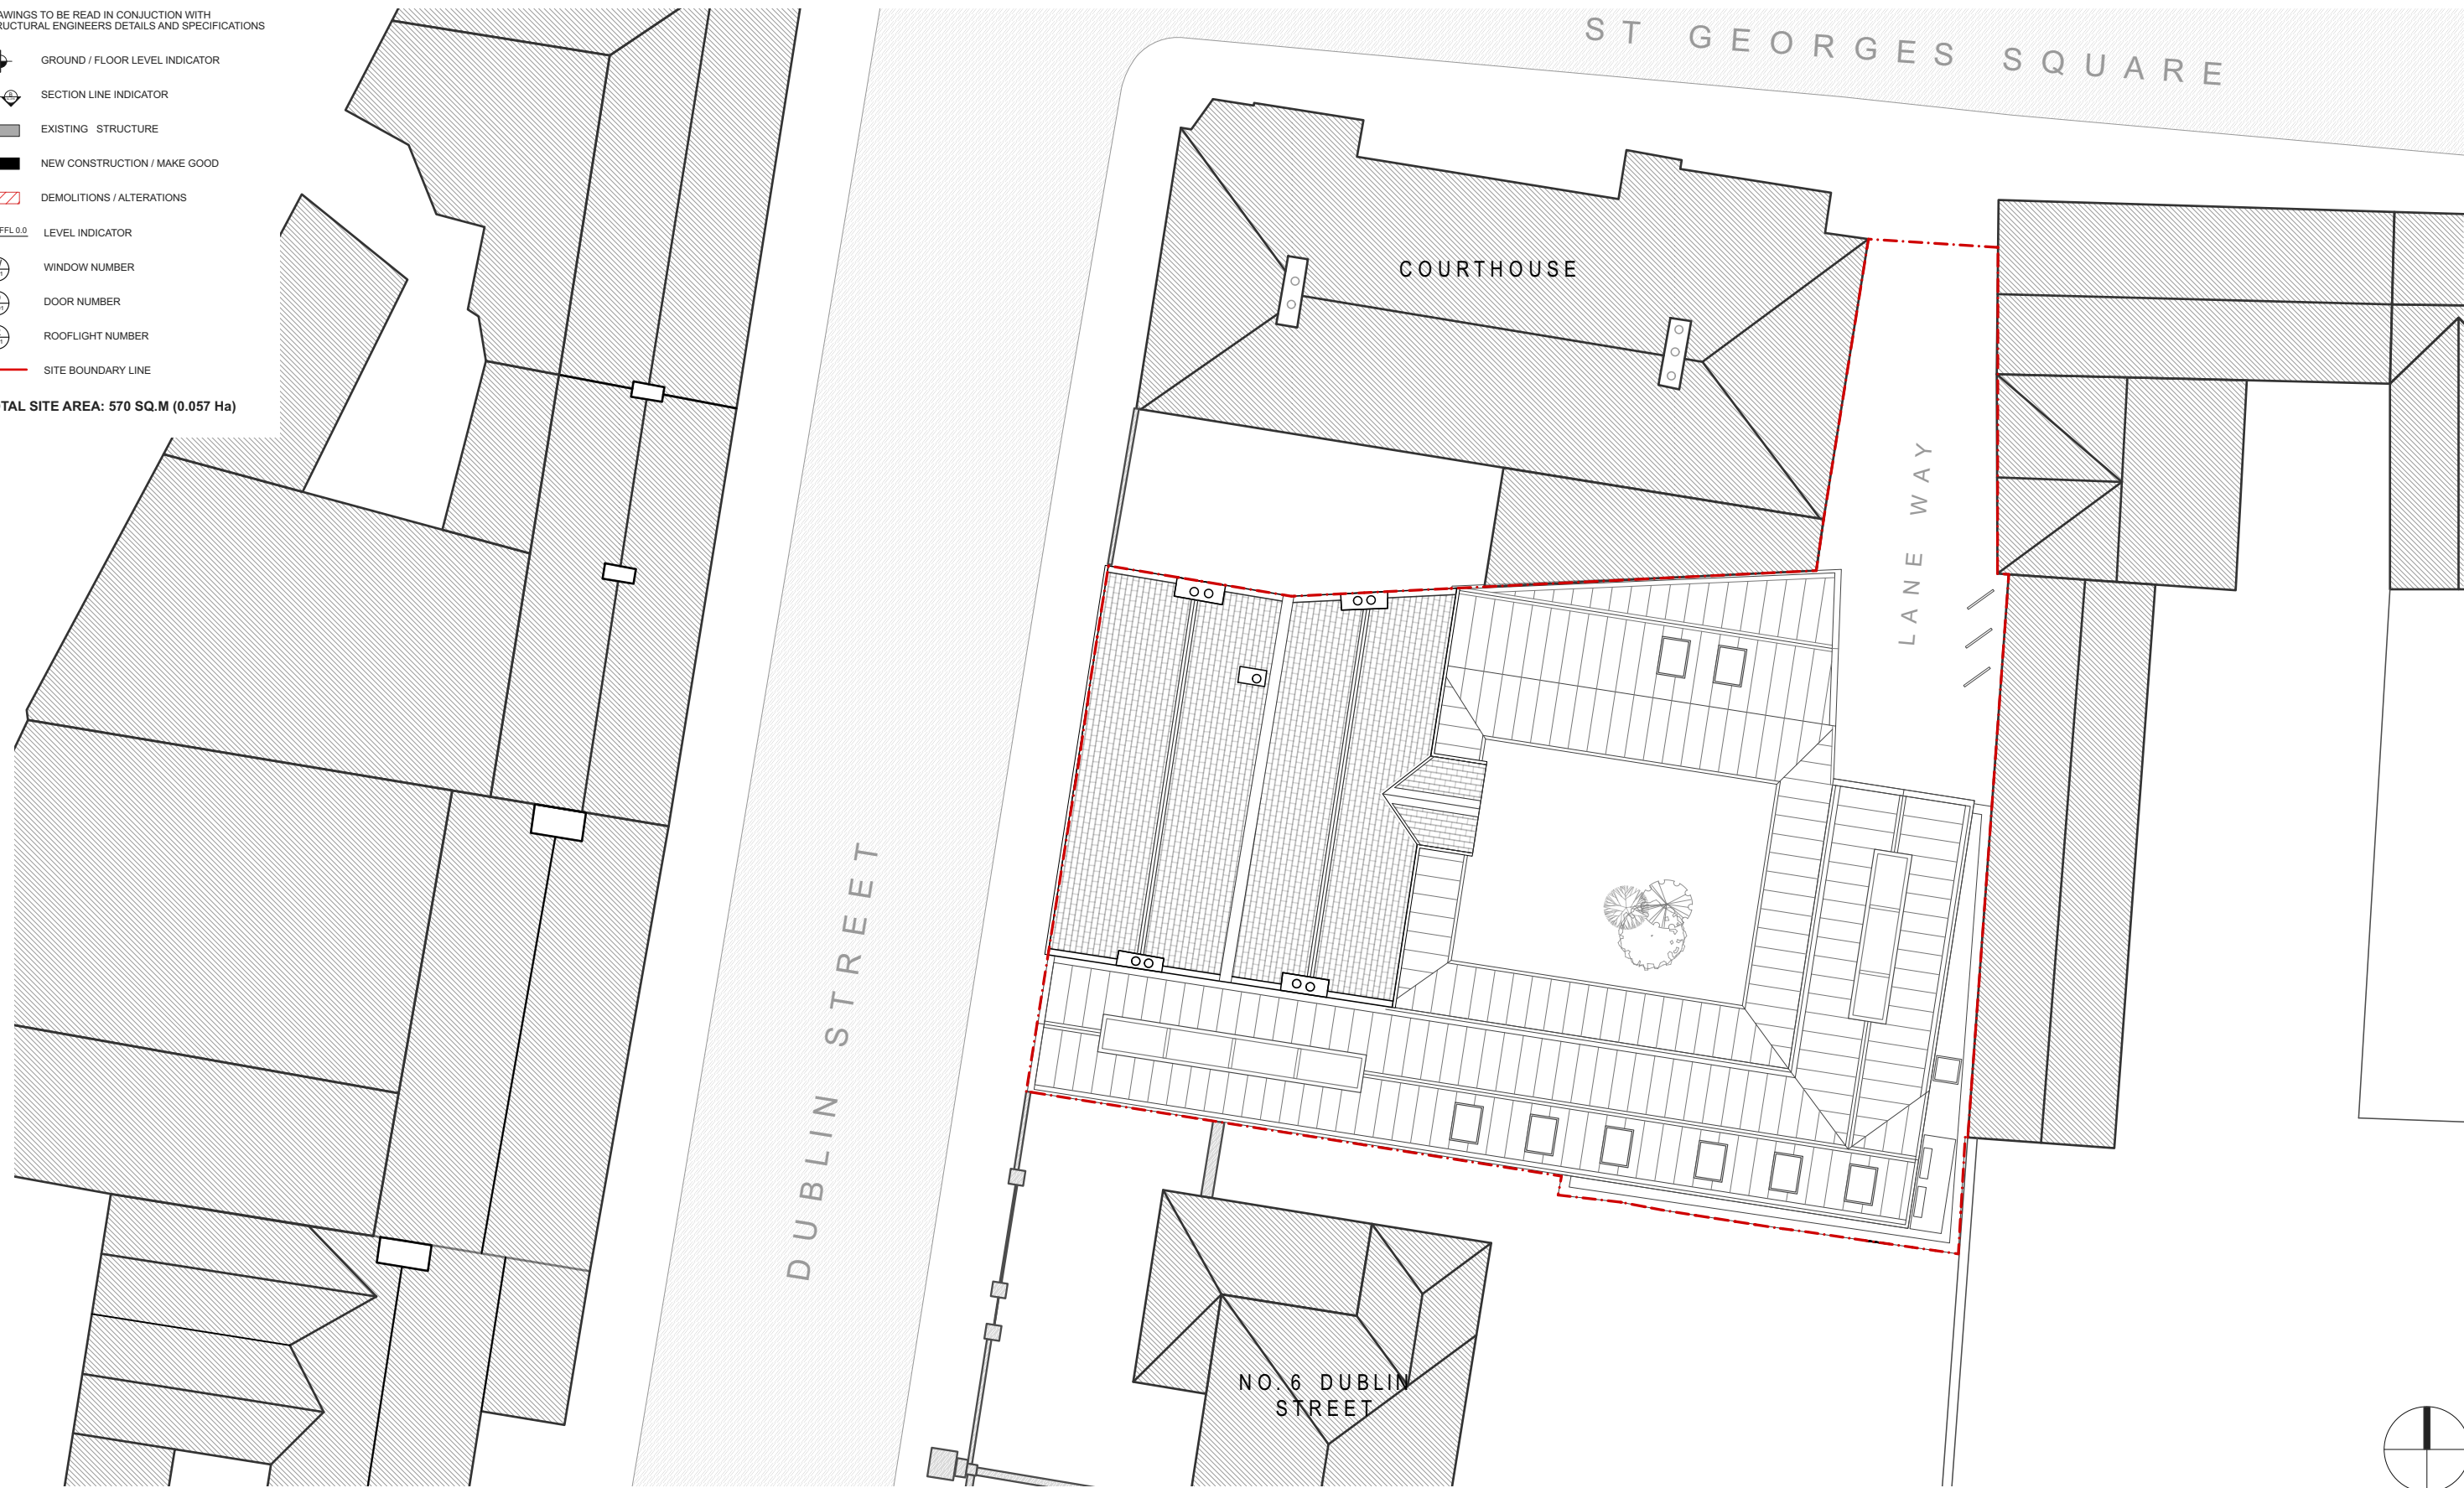 AWINGS TO BE READ IN CONJUCTION WITH
RUCTURAL ENGINEERS DETAILS AND SPECIFICATIONS
GROUND / FLOOR LEVEL INDICATOR
SECTION LINE INDICATOR
EXISTING STRUCTURE
NEW CONSTRUCTION / MAKE GOOD
DEMOLITIONS / ALTERATIONS
FFL 0.0 LEVEL INDICATOR
WINDOW NUMBER
DOOR NUMBER
ROOFLIGHT NUMBER
SITE BOUNDARY LINE
TAL SITE AREA: 570 SQ.M (0.057 Ha)
ST GEORGES SQUARE
COURTHOUSE
LANE WAY
DUBLIN STREET
NO.6 DUBLIN
STREET